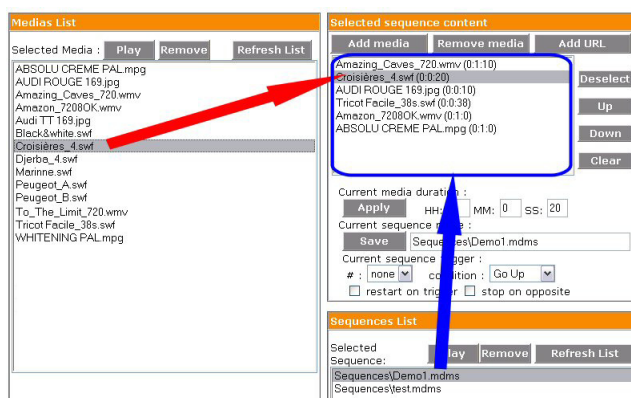 Medias List
Selected Media : Play Remove Refresh List
ABSOLU CREME PAL.mpg
AUDI ROUGE 169.jpg
Amazing_Caves_720.wmv
Amazon_7208OK.wmv
Audi TT 169.jpg
Black&white.swf
Croisières_4.swf
Djerba_4.swf
Marinne.swf
Peugeot_A.swf
Peugeot_B.swf
To_The_Limit_720.wmv
Tricot Facile_38s.swf
WHITENING PAL.mpg
Selected sequence content
Add media Remove media Add URL
Amazing_Caves_720.wmv (0:1:10)
Croisières_4.swf (0:0:20)
AUDI ROUGE 169.jpg (0:0:10)
Tricot Facile_38s.swf (0:0:38)
Amazon_7208OK.wmv (0:1:0)
ABSOLU CREME PAL.mpg (0:1:0)
Deselect
Up
Down
Clear
Current media duration :
Apply HH: MM: 0 SS: 20
Current sequence :
Save Sequences\Demo1.mdms
Current sequence trigger :
# : none condition : Go Up
restart on trigger stop on opposite
Sequences List
Selected
Sequence: Play Remove Refresh List
Sequences\Demo1.mdms
Sequences\test.mdms